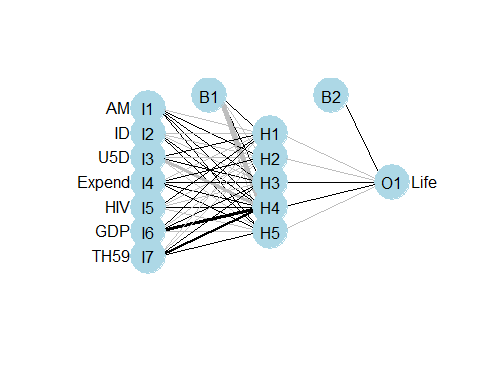 B1 B2
AM I1
ID I2 H1
U5D I3 H2
Expend I4 H3 O1 Life
HIV I5 H4
GDP I6 H5
TH59 I7